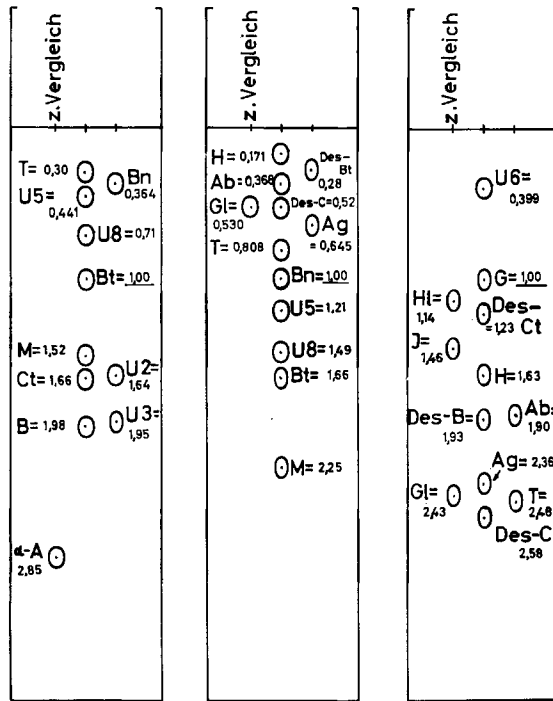 z. Vergleich
T= 0,30
Bn
0,364
U5=
0,441
U8= 0,71
Bt= 1,00
M= 1,52
Ct= 1,66
U2=
1,64
B= 1,98
U3=
1,95
α-A
2,85
z. Vergleich
H= 0,171
Des-
Bt
0,28
Ab= 0,368
Gl=
0,530
Des-C=0,52
Ag
= 0,645
T= 0,808
Bn= 1,00
U5= 1,21
U8= 1,49
Bt= 1,66
M= 2,25
z. Vergleich
U6=
0,399
G= 1,00
Hl=
1,14
Des-
=1,23 Ct
J=
1,46
H= 1,63
Des-B=
1,93
Ab=
1,90
Ag= 2,36
Gl=
2,43
T=
2,48
Des-C
2,58